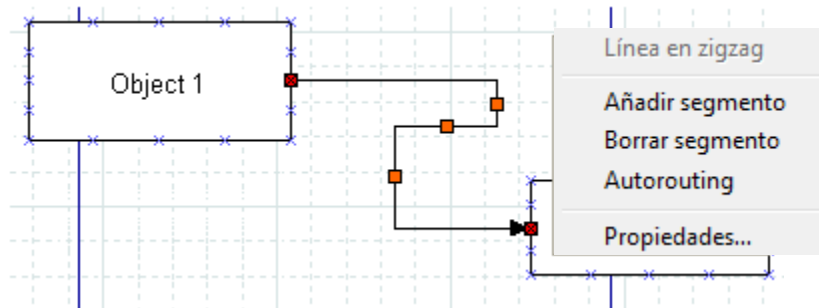 Línea en zigzag
Object 1
Añadir segmento
Borrar segmento
Autorouting
Propiedades...